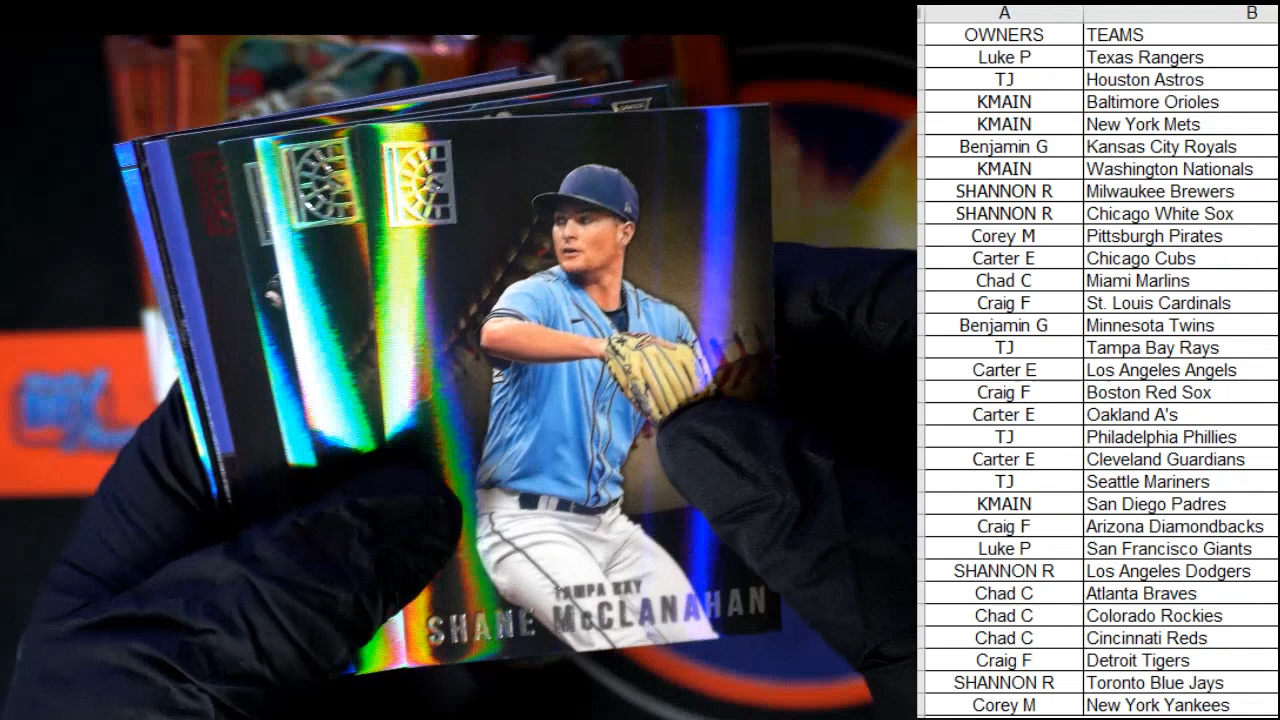 A B
OWNERS TEAMS
Luke P Texas Rangers
TJ Houston Astros
KMAIN Baltimore Orioles
KMAIN New York Mets
Benjamin G Kansas City Royals
KMAIN Washington Nationals
SHANNON R Milwaukee Brewers
SHANNON R Chicago White Sox
Corey M Pittsburgh Pirates
Carter E Chicago Cubs
Chad C Miami Marlins
Craig F St. Louis Cardinals
Benjamin G Minnesota Twins
TJ Tampa Bay Rays
Carter E Los Angeles Angels
Craig F Boston Red Sox
Carter E Oakland A's
TJ Philadelphia Phillies
Carter E Cleveland Guardians
TJ Seattle Mariners
KMAIN San Diego Padres
Craig F Arizona Diamondbacks
Luke P San Francisco Giants
SHANNON R Los Angeles Dodgers
Chad C Atlanta Braves
Chad C Colorado Rockies
Chad C Cincinnati Reds
Craig F Detroit Tigers
SHANNON R Toronto Blue Jays
Corey M New York Yankees
TAMPA BAY
SHANE McCLANAHAN